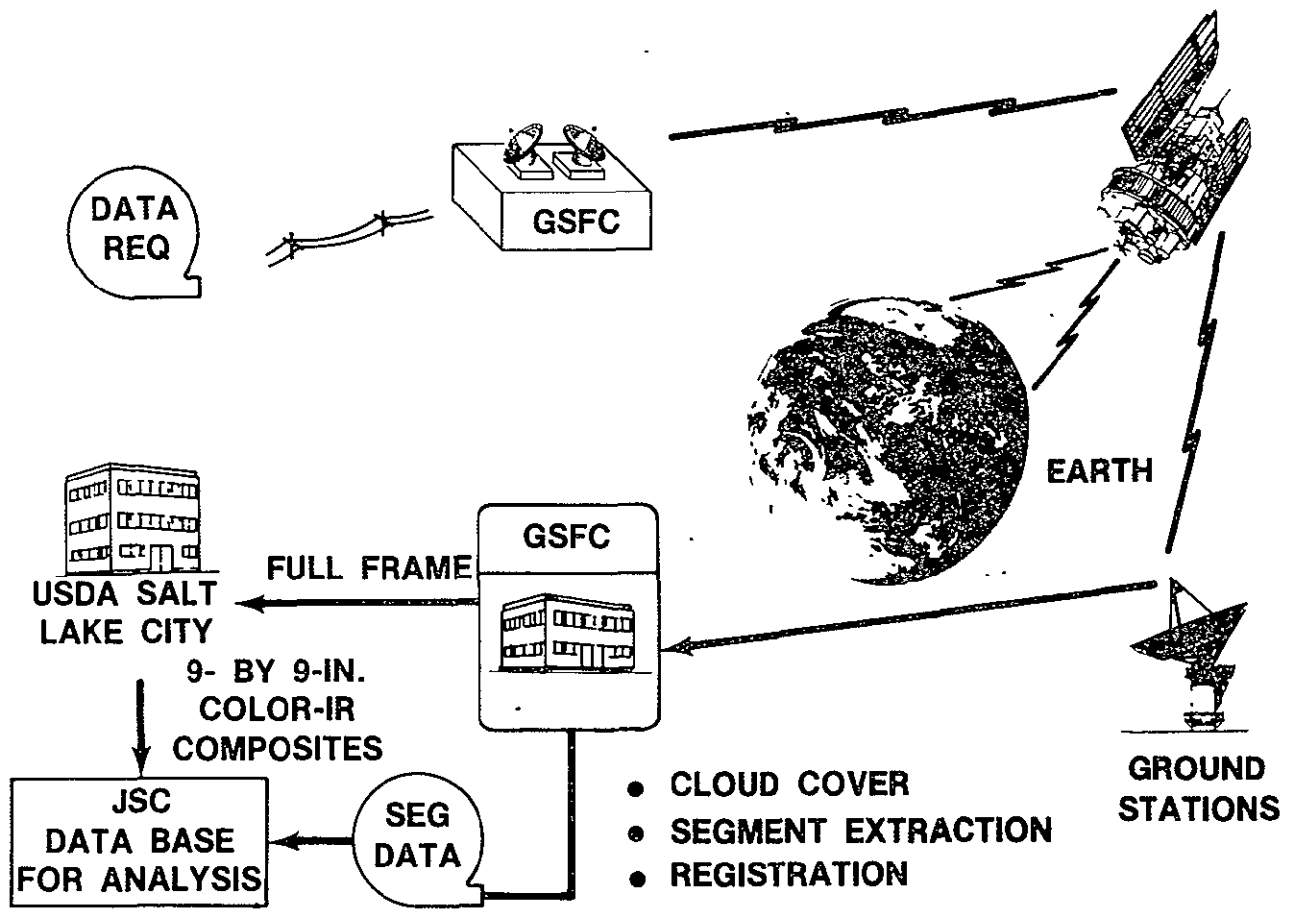 DATA
REQ
GSFC
EARTH
USDA SALT
LAKE CITY
FULL FRAME
GSFC
9- BY 9-IN.
COLOR-IR
COMPOSITES
JSC
DATA BASE
FOR ANALYSIS
SEG
DATA
• CLOUD COVER
• SEGMENT EXTRACTION
• REGISTRATION
GROUND
STATIONS